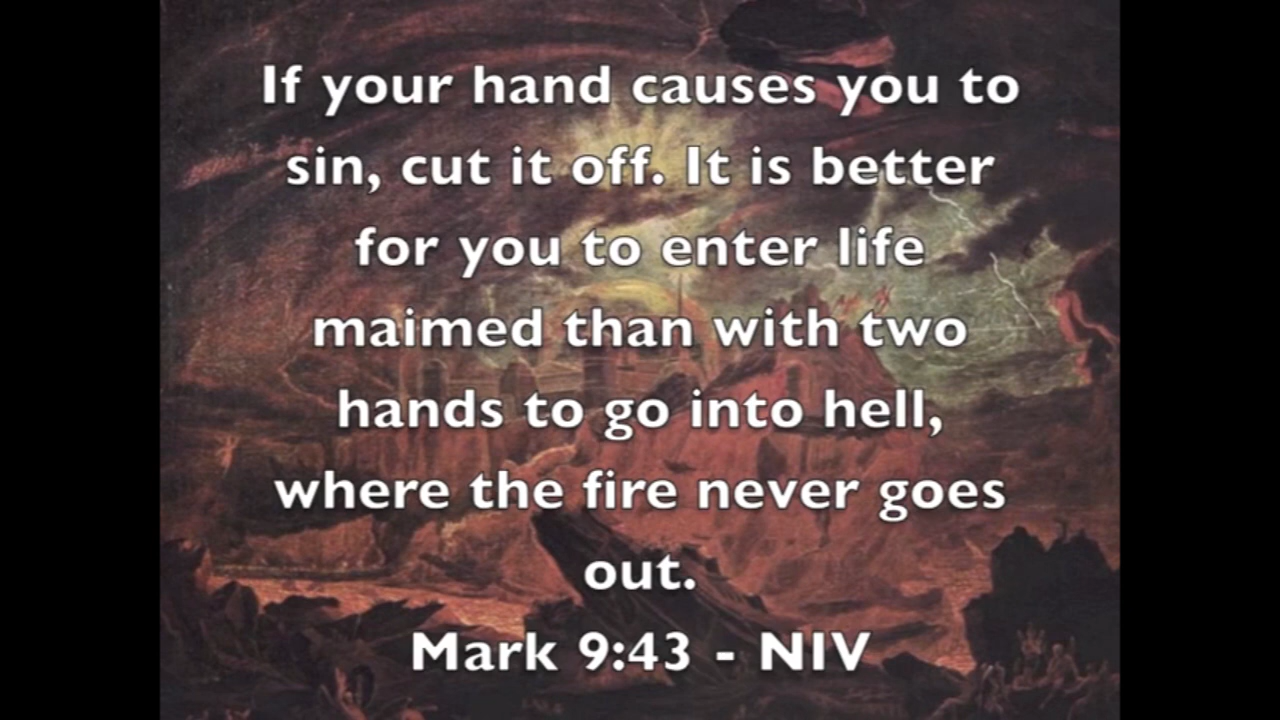 If your hand causes you to
sin, cut it off. It is better
for you to enter life
maimed than with two
hands to go into hell,
where the fire never goes
out.
Mark 9:43 - NIV